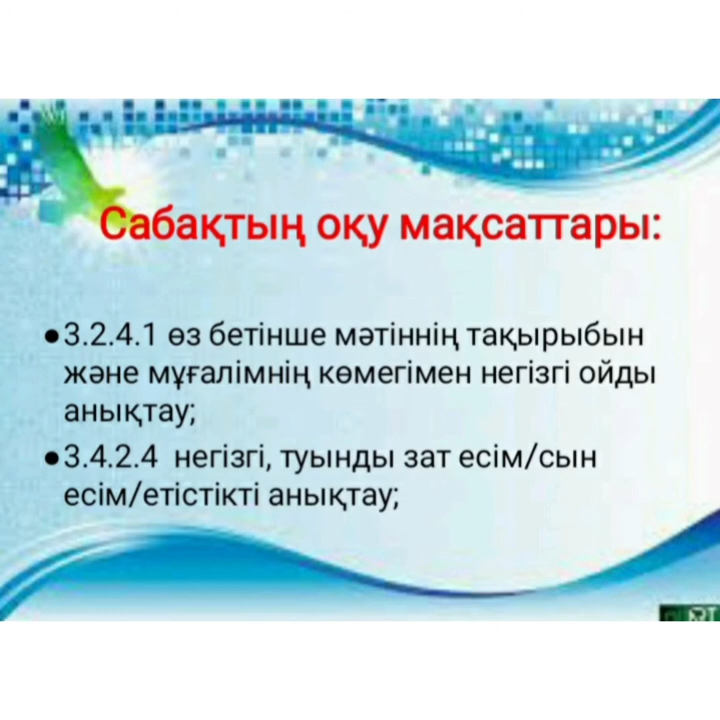 Сабақтың оқу мақсаттары:
●3.2.4.1 өз бетінше мәтіннің тақырыбын
және мұғалімнің көмегімен негізгі ойды
анықтау;
●3.4.2.4 негізгі, туынды зат есім/сын
есім/етістікті анықтау;